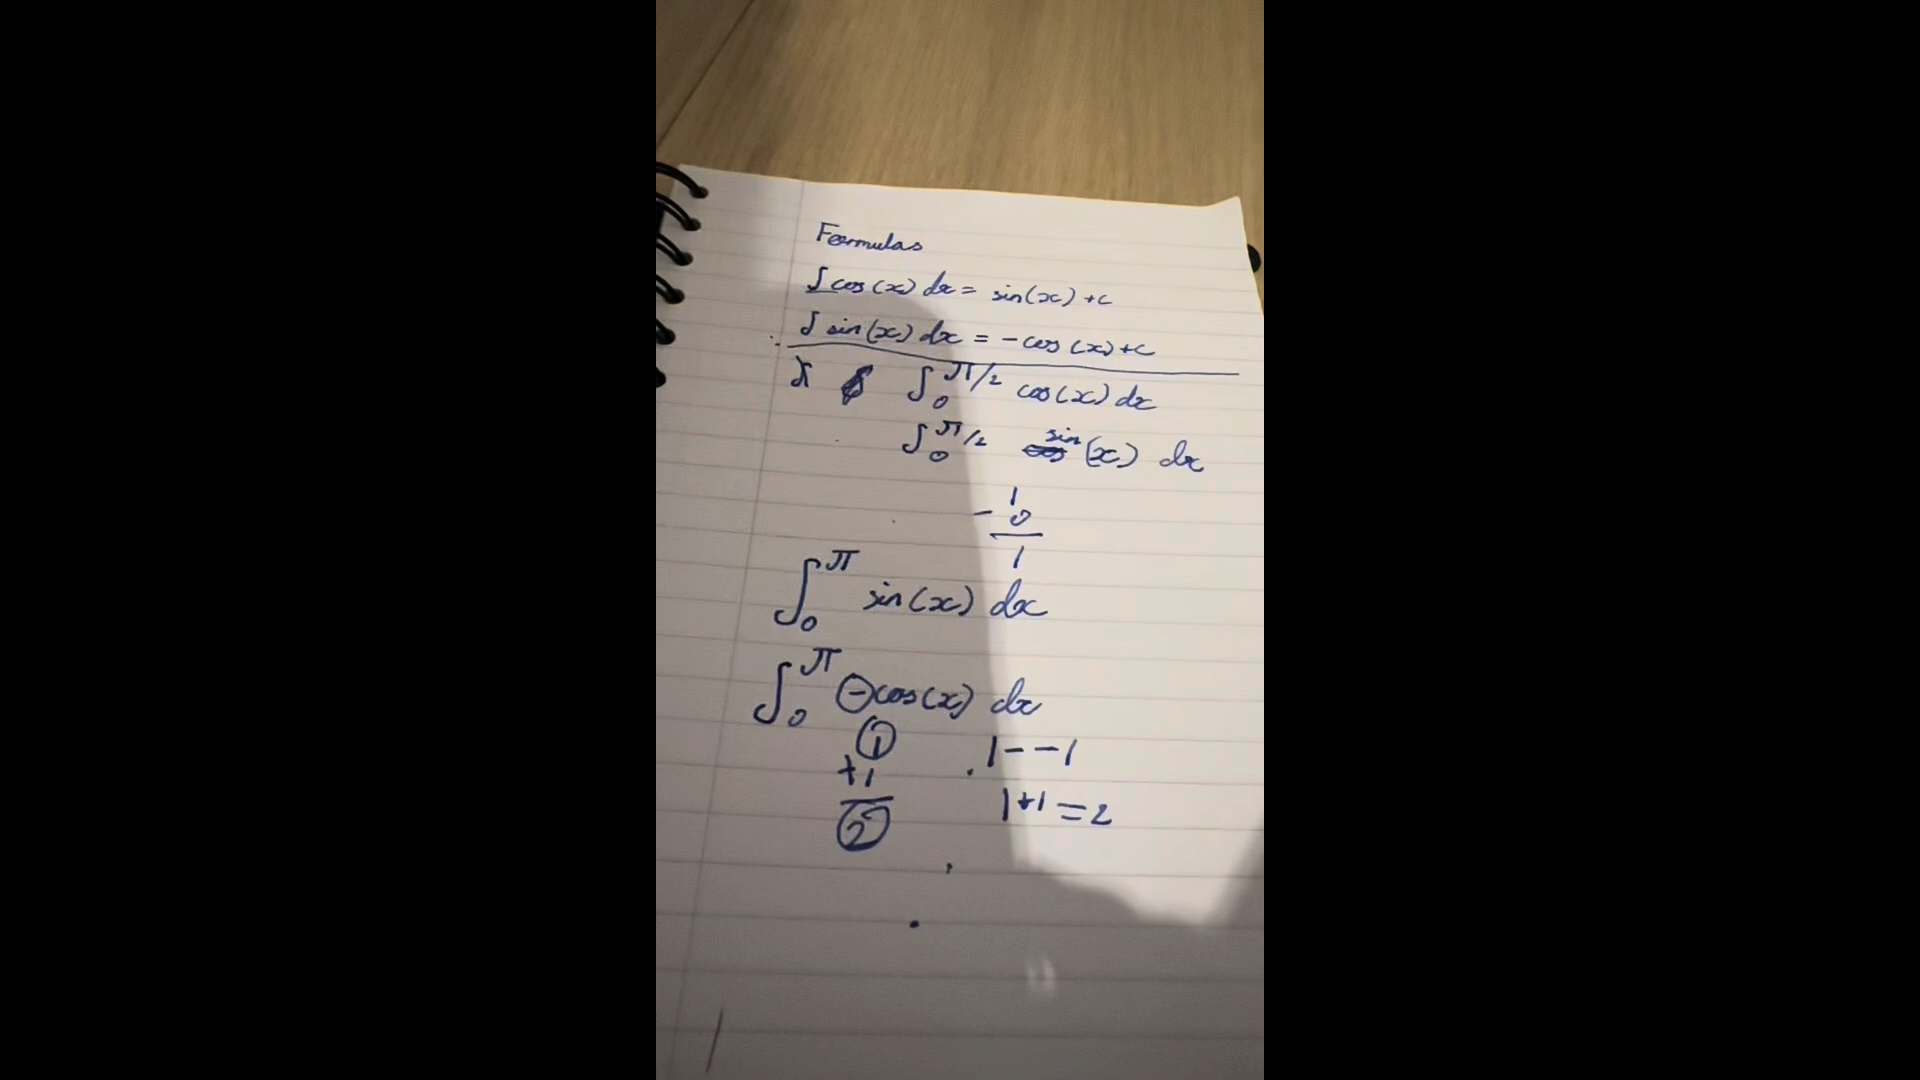 Formulas
∫cos(x) dx = sin(x) + c
∫ sin(x) dx = -cos(x)+c
∫₀^π/2 cos(x) dx
∫₀^π/2 cos sin (x) dx
1
- 0
1
∫₀^π sin(x) dx
∫₀^π -cos(x) dx
1 1--1
+1 1+1=2
2